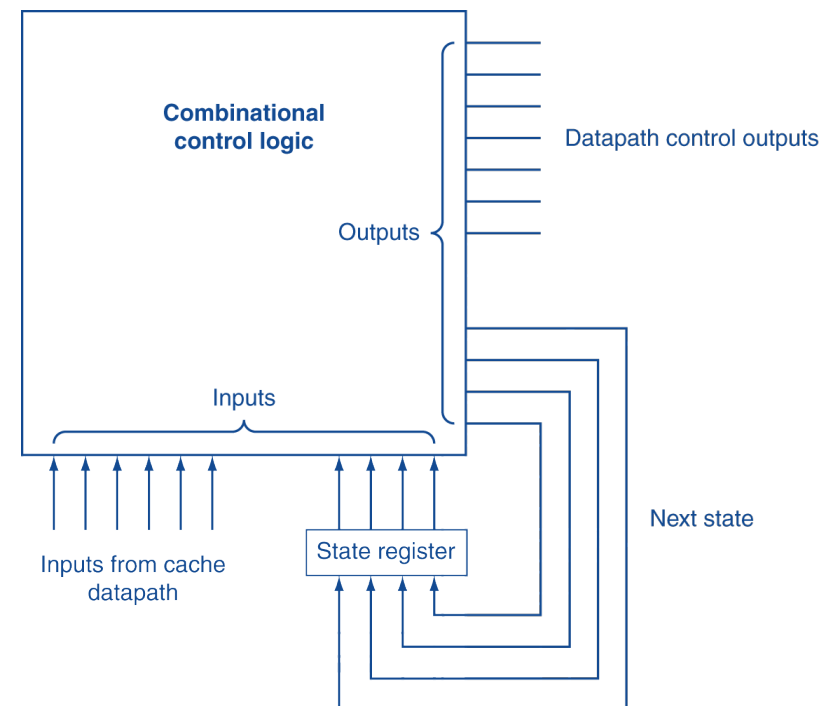 Combinational
control logic
Datapath control outputs
Outputs
Inputs
Next state
State register
Inputs from cache
datapath